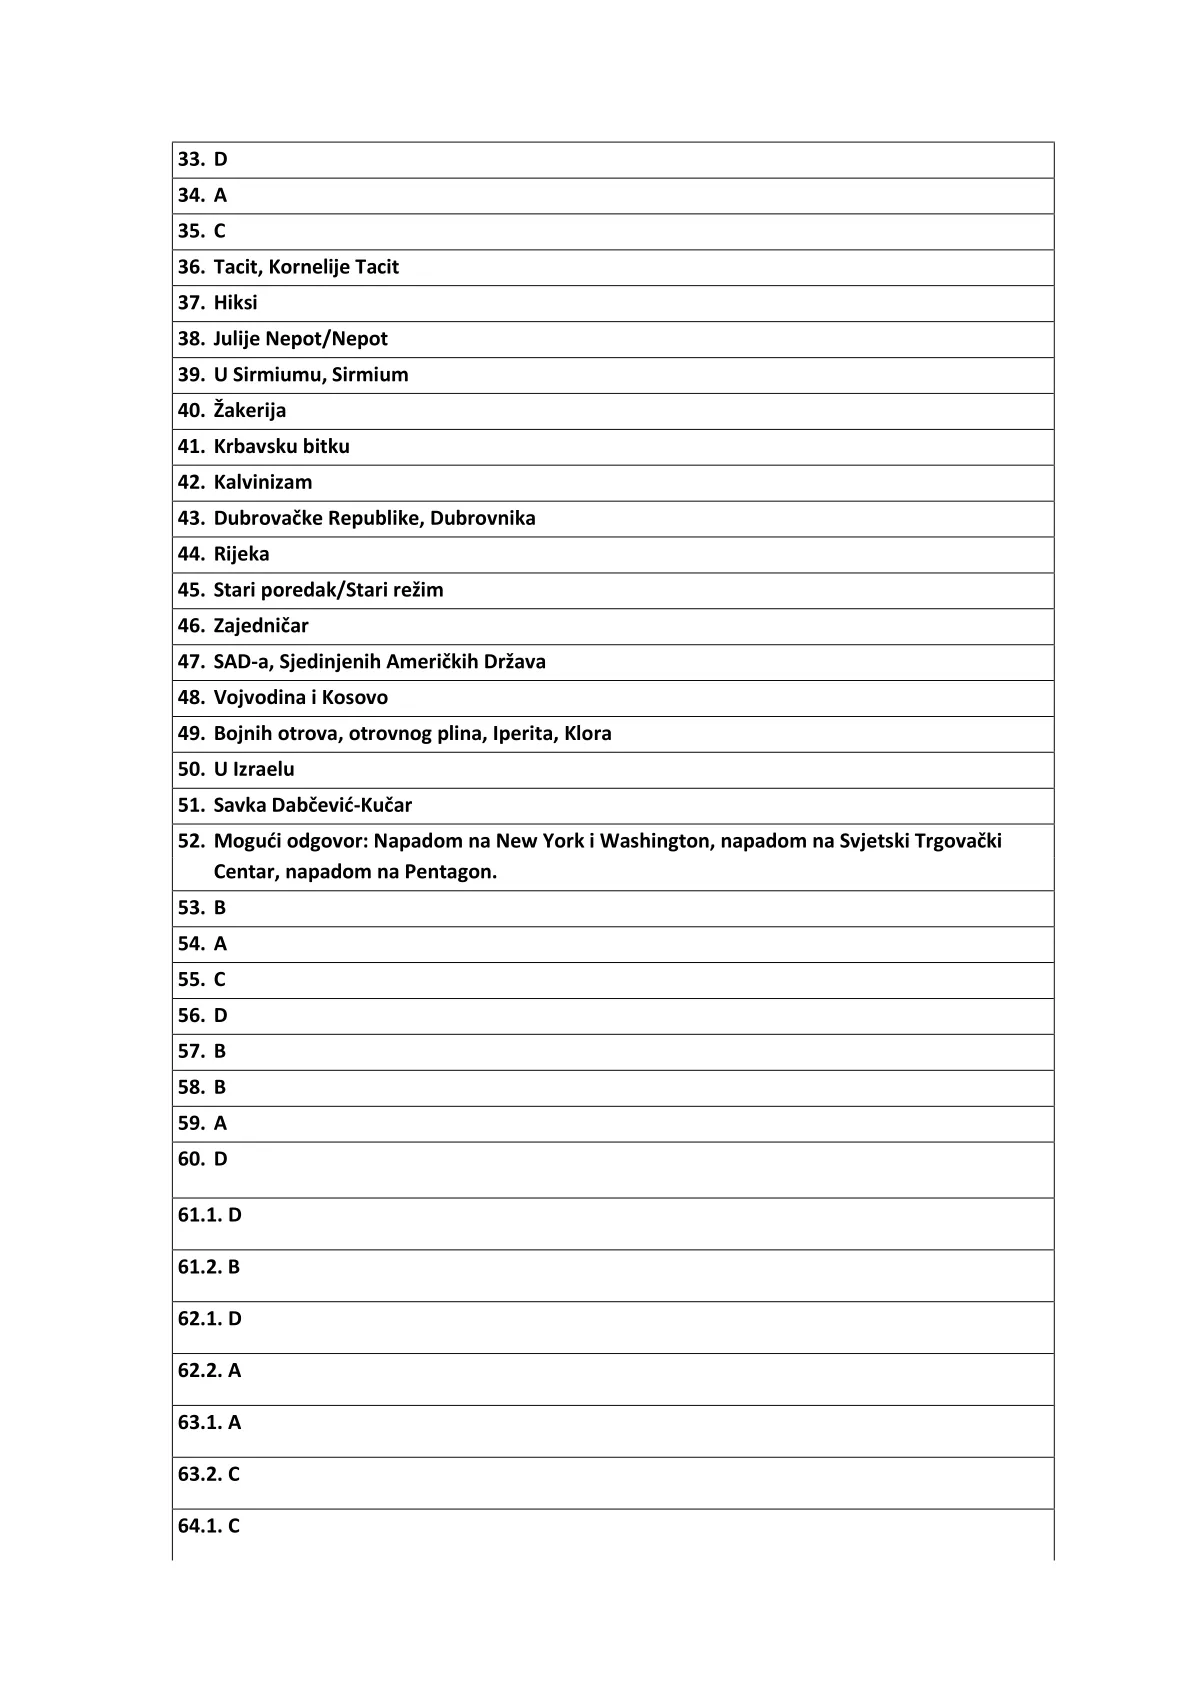 33. D
34. A
35. C
36. Tacit, Kornelije Tacit
37. Hiksi
38. Julije Nepot/Nepot
39. U Sirmiumu, Sirmium
40. Žakerija
41. Krbavsku bitku
42. Kalvinizam
43. Dubrovačke Republike, Dubrovnika
44. Rijeka
45. Stari poredak/Stari režim
46. Zajedničar
47. SAD-a, Sjedinjenih Američkih Država
48. Vojvodina i Kosovo
49. Bojnih otrova, otrovnog plina, Iperita, Klora
50. U Izraelu
51. Savka Dabčević-Kučar
52. Mogući odgovor: Napadom na New York i Washington, napadom na Svjetski Trgovački
Centar, napadom na Pentagon.
53. B
54. A
55. C
56. D
57. B
58. B
59. A
60. D
61.1. D
61.2. B
62.1. D
62.2. A
63.1. A
63.2. C
64.1. C